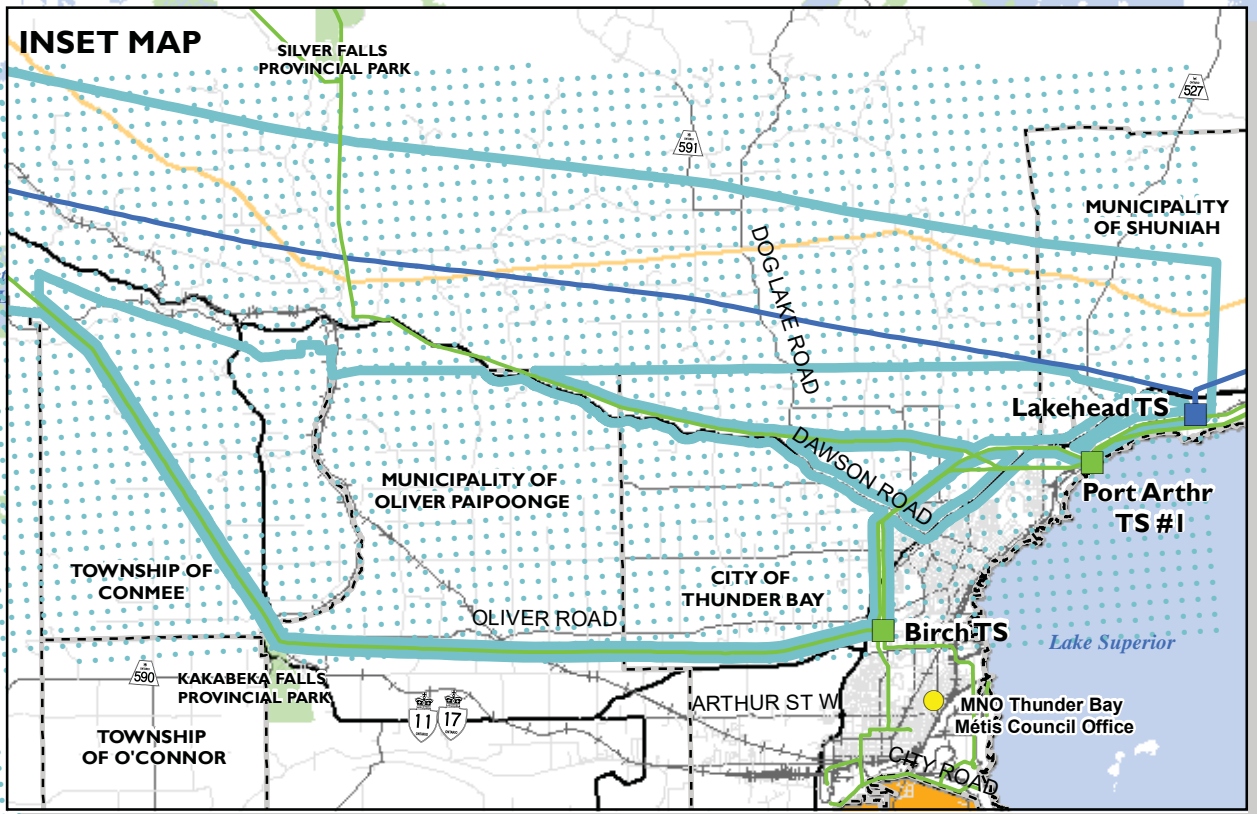 INSET MAP
SILVER FALLS
PROVINCIAL PARK
527
591
MUNICIPALITY
OF SHUNIAH
DOG LAKE ROAD
Lakehead TS
DAWSON ROAD
Port Arthr
TS #1
MUNICIPALITY OF
OLIVER PAIPOONGE
TOWNSHIP OF
CONMEE
CITY OF
THUNDER BAY
OLIVER ROAD
Birch TS
Lake Superior
590
KAKABEKA FALLS
PROVINCIAL PARK
11
17
ARTHUR ST W
MNO Thunder Bay
Métis Council Office
TOWNSHIP
OF O'CONNOR
CITY ROAD